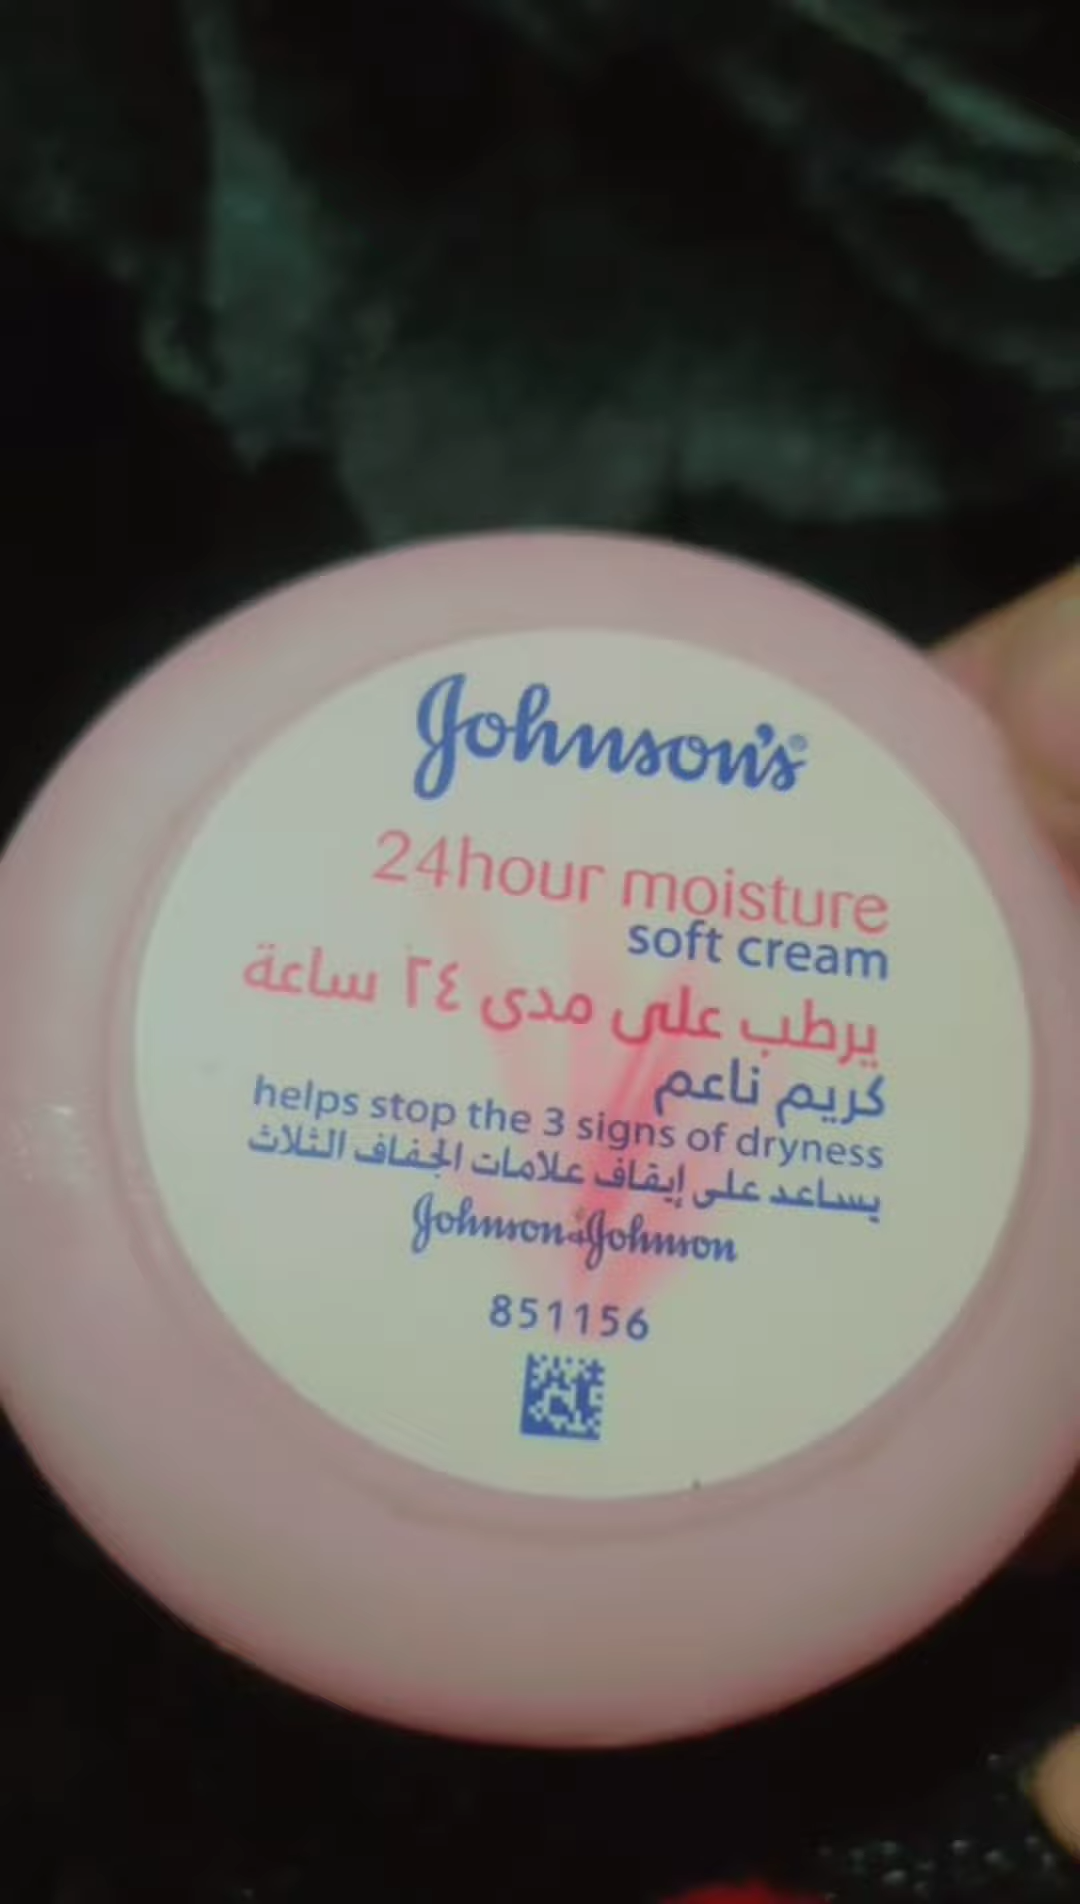 Johnson's®
24hour moisture
soft cream
يرطب على مدى ٢٤ ساعة
كريم ناعم
helps stop the 3 signs of dryness
يساعد على إيقاف علامات الجفاف الثلاث
Johnson & Johnson
851156